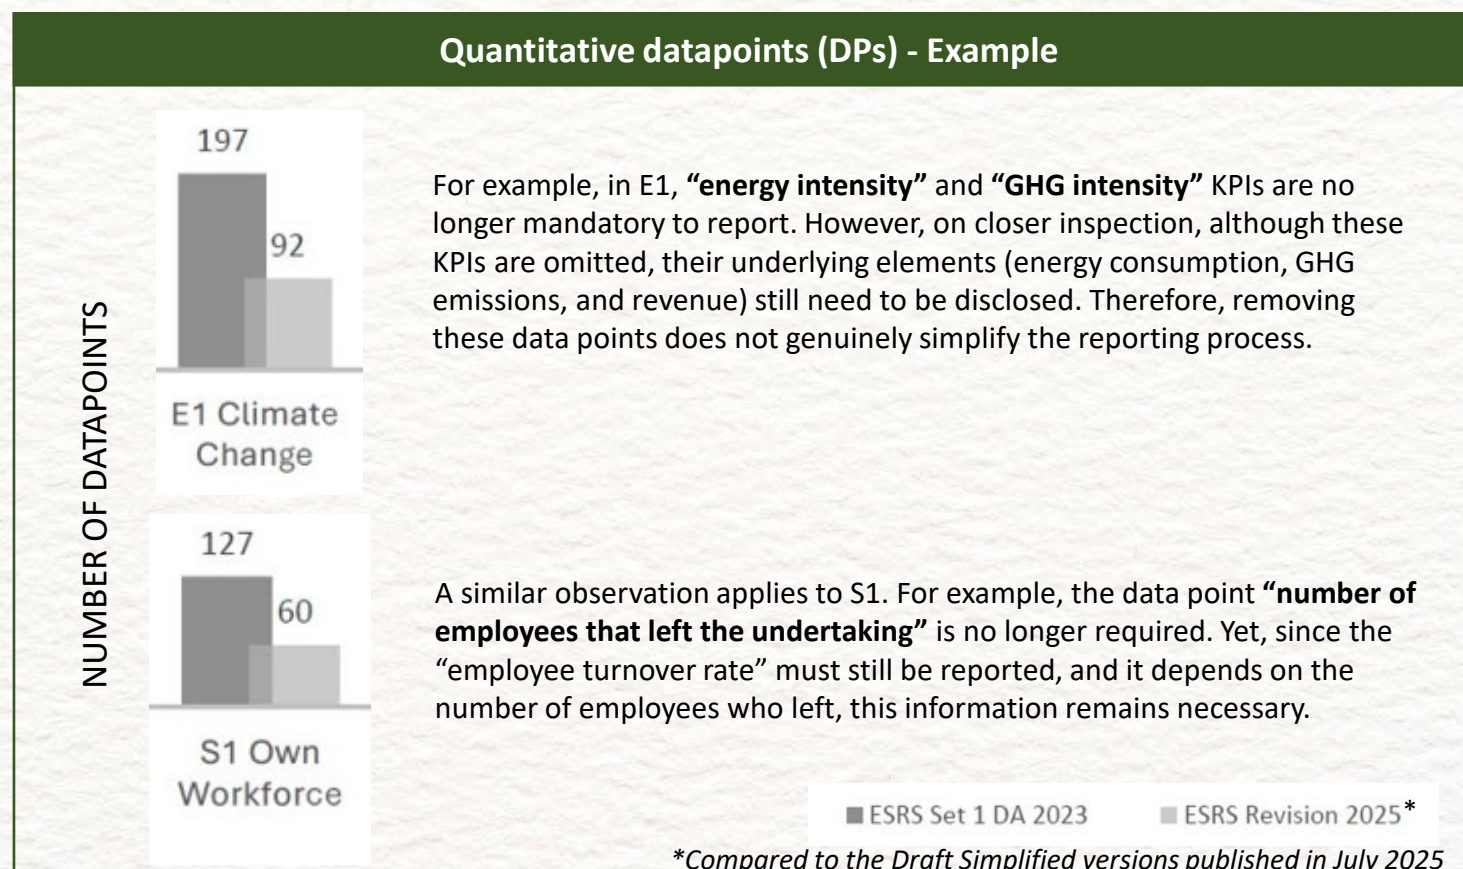 Quantitative datapoints (DPs) - Example
NUMBER OF DATAPOINTS
197
92
E1 Climate
Change
For example, in E1, “energy intensity” and “GHG intensity” KPIs are no
longer mandatory to report. However, on closer inspection, although these
KPIs are omitted, their underlying elements (energy consumption, GHG
emissions, and revenue) still need to be disclosed. Therefore, removing
these data points does not genuinely simplify the reporting process.
127
60
S1 Own
Workforce
A similar observation applies to S1. For example, the data point “number of
employees that left the undertaking” is no longer required. Yet, since the
“employee turnover rate” must still be reported, and it depends on the
number of employees who left, this information remains necessary.
ESRS Set 1 DA 2023
ESRS Revision 2025*
*Compared to the Draft Simplified versions published in July 2025